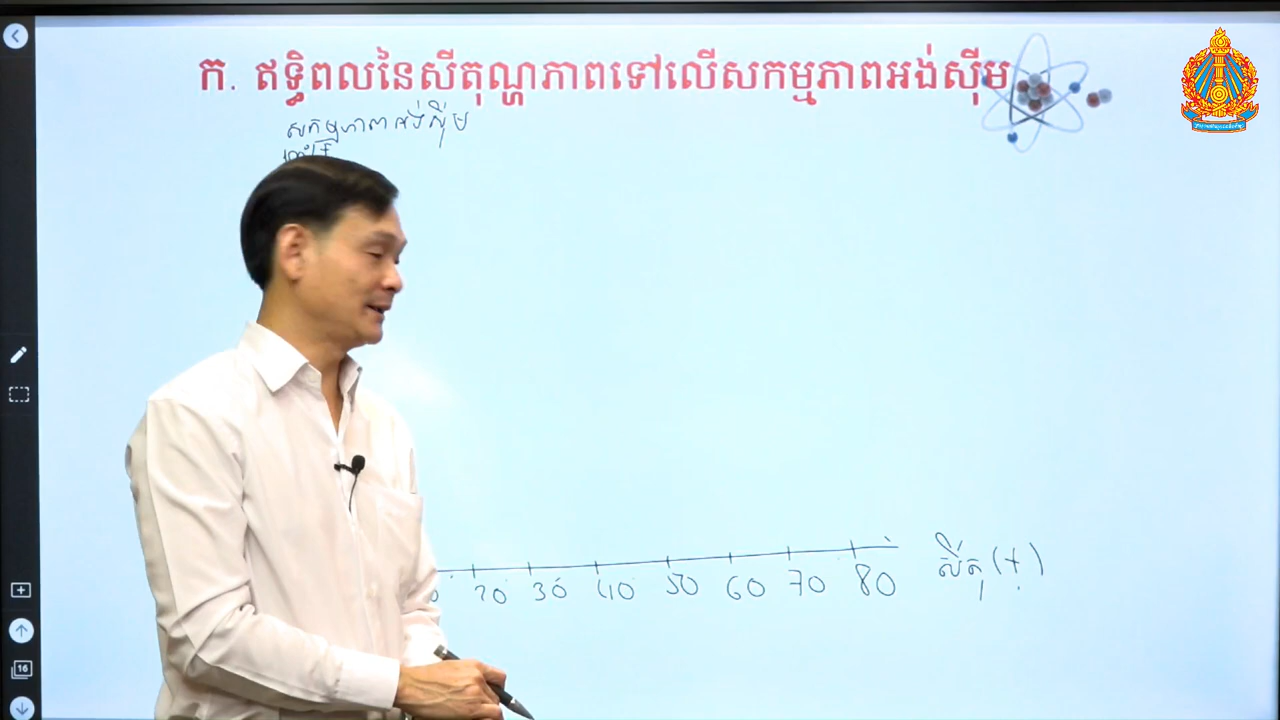 ក. ឥទ្ធិពលនៃសីតុណ្ហភាពទៅលើសកម្មភាពអង់ស៊ីម
សកម្មភាពអង់ស៊ីម
20 30 40 50 60 70 80
សីតុ (t)
16